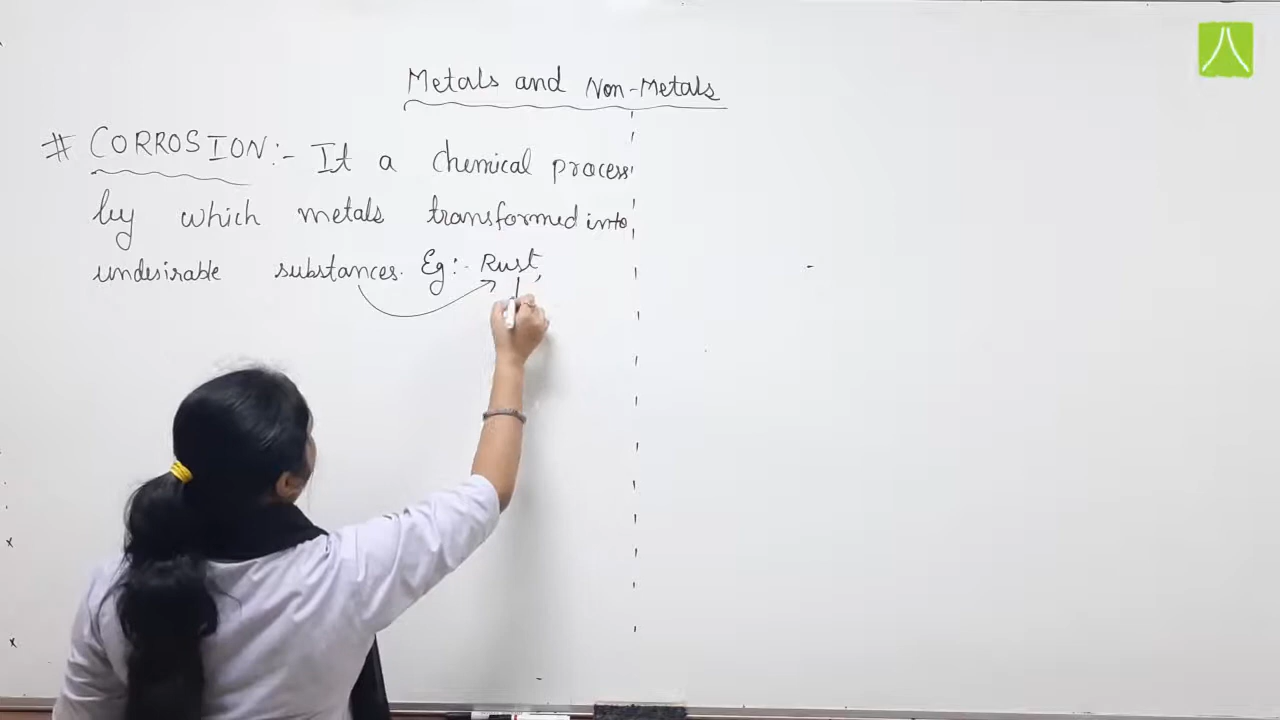 Metals and Non-Metals
# CORROSION:- It a chemical process
by which metals transformed into
undesirable substances. Eg:- Rust,